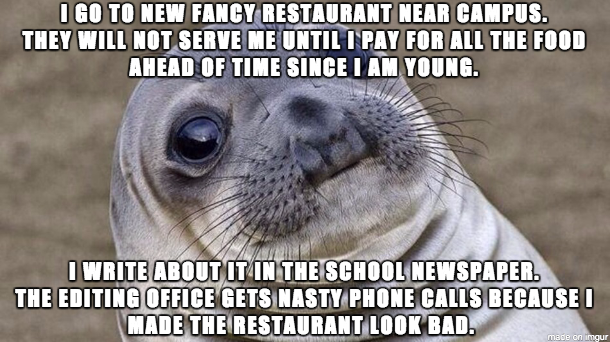 I GO TO NEW FANCY RESTAURANT NEAR CAMPUS.
THEY WILL NOT SERVE ME UNTIL I PAY FOR ALL THE FOOD
AHEAD OF TIME SINCE I AM YOUNG.
I WRITE ABOUT IT IN THE SCHOOL NEWSPAPER.
THE EDITING OFFICE GETS NASTY PHONE CALLS BECAUSE I
MADE THE RESTAURANT LOOK BAD.
made on imgur